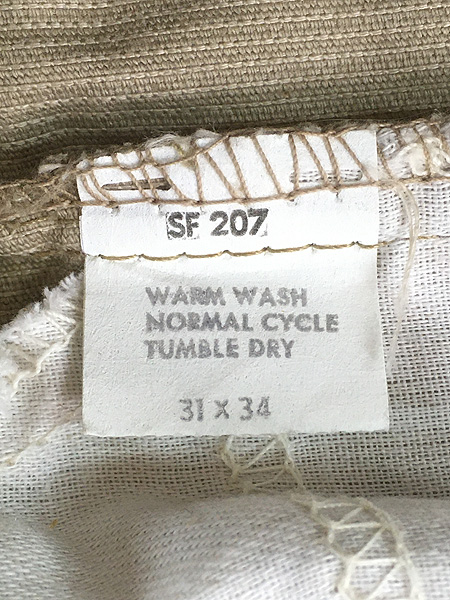 SF 207
WARM WASH
NORMAL CYCLE
TUMBLE DRY
31 X 34